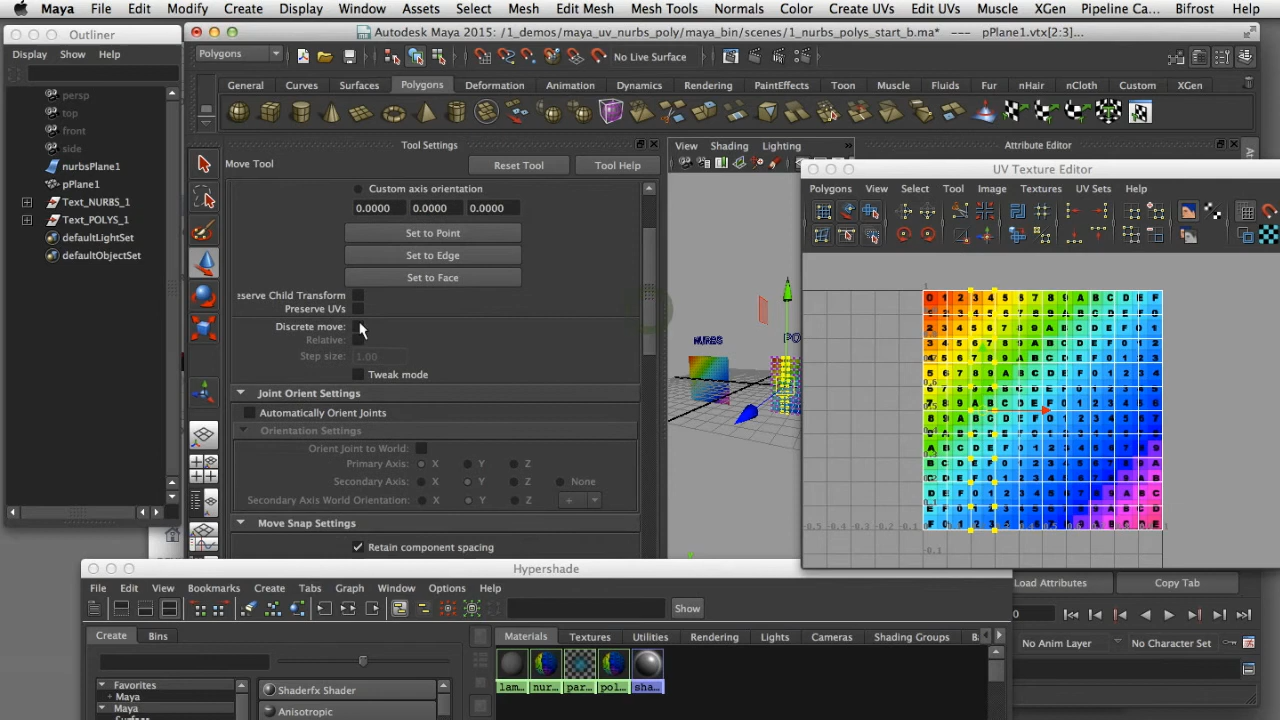 Maya File Edit Modify Create Display Window Assets Select Mesh Edit Mesh Mesh Tools Normals Color Create UVs Edit UVs Muscle XGen Pipeline Ca... Bifrost Help
Outliner
Display Show Help
persp
top
front
side
nurbsPlane1
pPlane1
Text_NURBS_1
Text_POLYS_1
defaultLightSet
defaultObjectSet
Autodesk Maya 2015: /1_demos/maya_uv_nurbs_poly/maya_bin/scenes/1_nurbs_polys_start_b.ma* --- pPlane1.vtx[2:3]...
Polygons
No Live Surface
General Curves Surfaces Polygons Deformation Animation Dynamics Rendering PaintEffects Toon Muscle Fluids Fur nHair nCloth Custom XGen
Tool Settings
Move Tool
Reset Tool Tool Help
Custom axis orientation
0.0000 0.0000 0.0000
Set to Point
Set to Edge
Set to Face
eserve Child Transform
Preserve UVs
Discrete move:
Relative:
Step size: 1.00
Tweak mode
Joint Orient Settings
Automatically Orient Joints
Orientation Settings
Orient Joint to World:
Primary Axis: X Y Z
Secondary Axis: X Y Z None
Secondary Axis World Orientation: X Y Z +
Move Snap Settings
Retain component spacing
View Shading Lighting
NURBS
PO
Attribute Editor
UV Texture Editor
Polygons View Select Tool Image Textures UV Sets Help
Load Attributes Copy Tab
No Anim Layer No Character Set
Hypershade
File Edit View Bookmarks Create Tabs Graph Window Options Help
Show
Create Bins
Favorites
Maya
Maya
Surface
Shaderfx Shader
Anisotropic
Materials Textures Utilities Rendering Lights Cameras Shading Groups Ba
lam... nur... par... pol... sha...